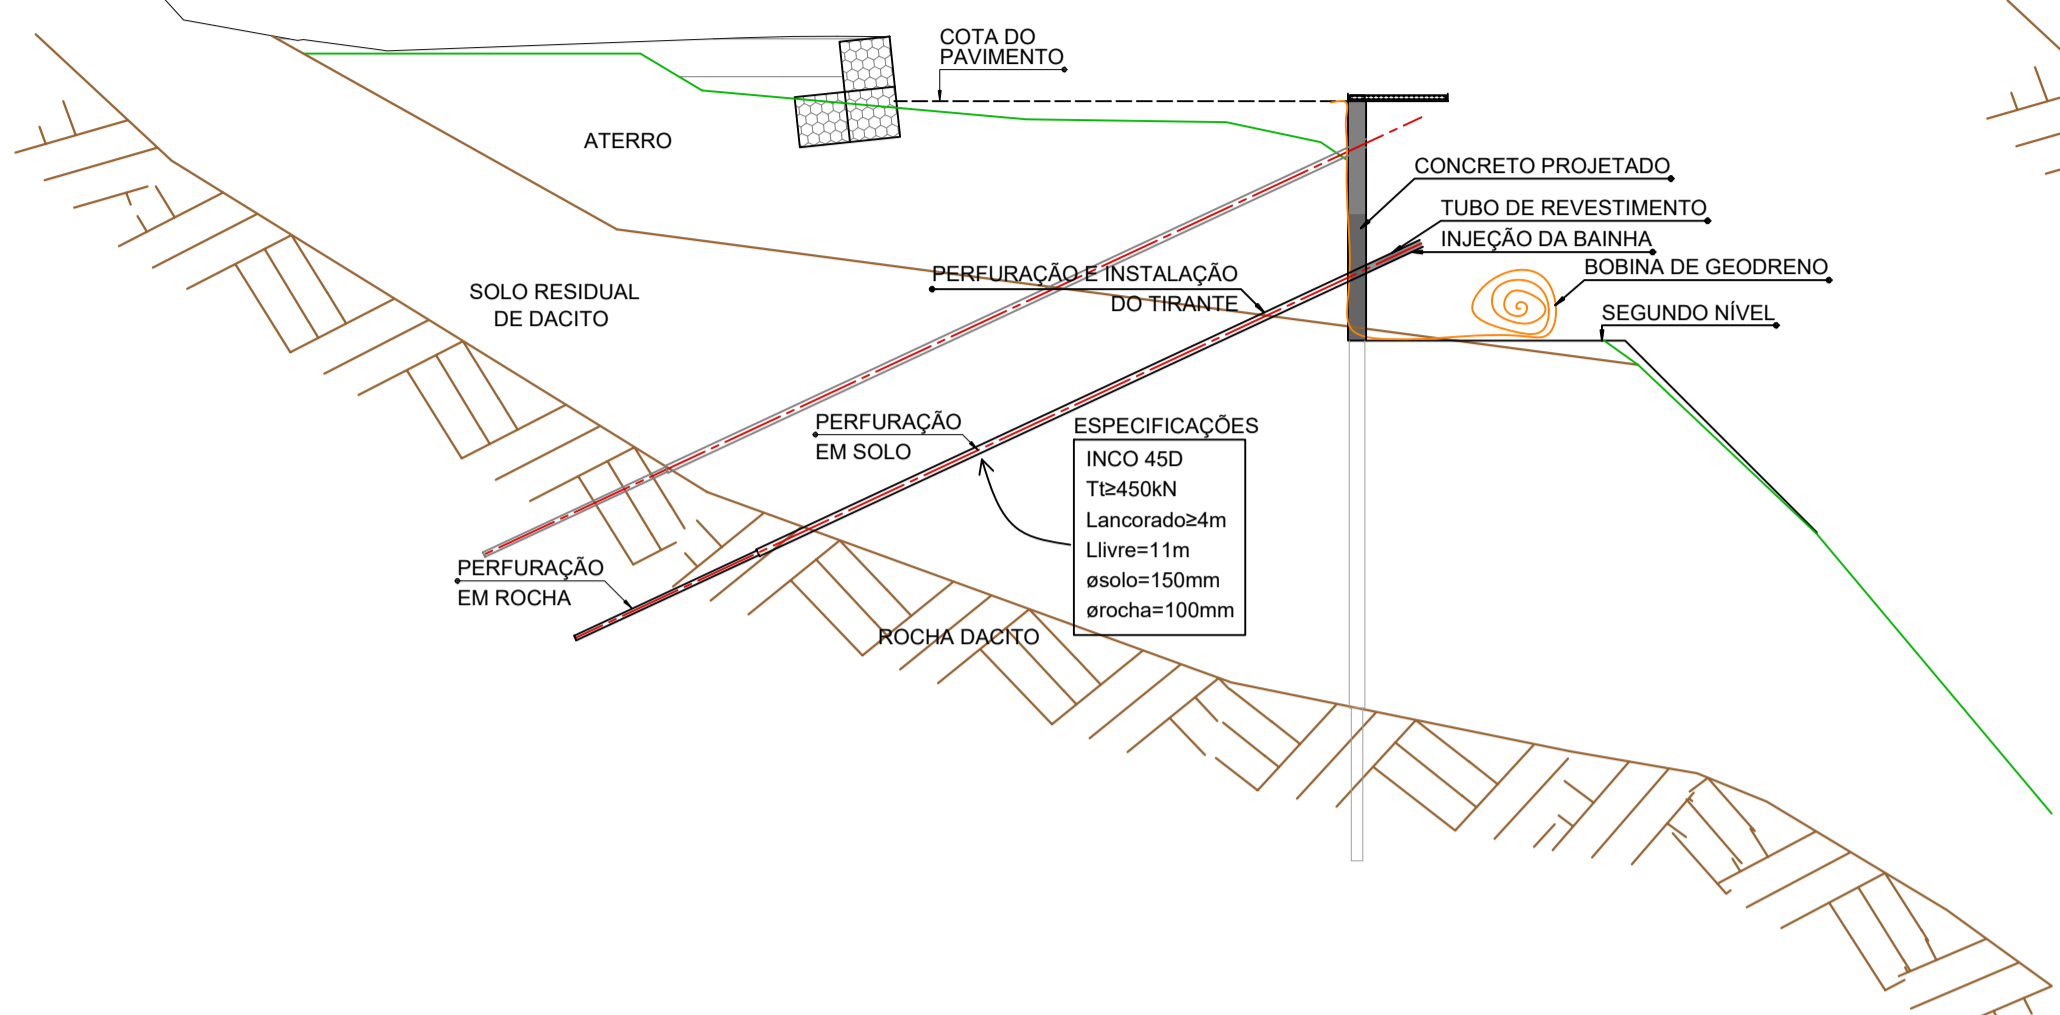 COTA DO
PAVIMENTO
ATERRO
CONCRETO PROJETADO
TUBO DE REVESTIMENTO
INJEÇÃO DA BAINHA
BOBINA DE GEODRENO
PERFURAÇÃO E INSTALAÇÃO
DO TIRANTE
SOLO RESIDUAL
DE DACITO
SEGUNDO NÍVEL
PERFURAÇÃO
EM SOLO
ESPECIFICAÇÕES
INCO 45D
Tt≥450kN
Lancorado≥4m
Llivre=11m
øsolo=150mm
ørocha=100mm
PERFURAÇÃO
EM ROCHA
ROCHA DACITO